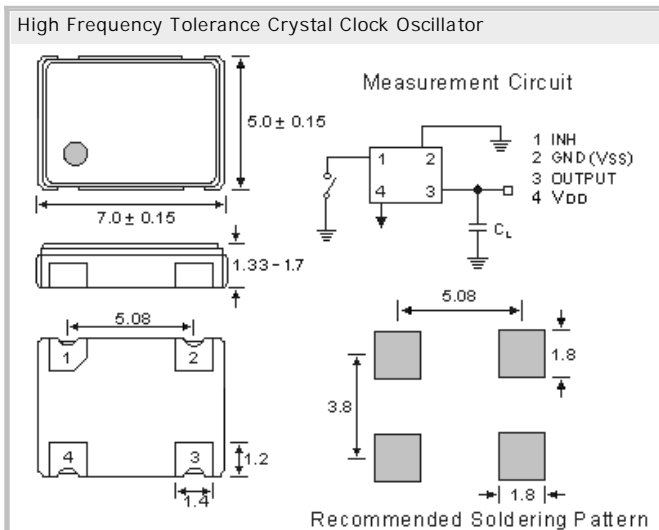 High Frequency Tolerance Crystal Clock Oscillator
Measurement Circuit
5.0 ± 0.15
7.0 ± 0.15
1 2
4 3
1 INH
2 GND (VSS)
3 OUTPUT
4 VDD
CL
1.33 - 1.7
5.08
1 2
4 3
1.2
1.4
5.08
1.8
3.8
1.8
Recommended Soldering Pattern